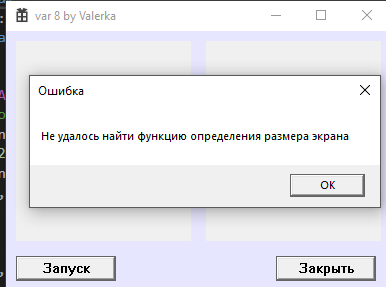 var 8 by Valerka
Ошибка
Не удалось найти функцию определения размера экрана
OK
Запуск
Закрыть